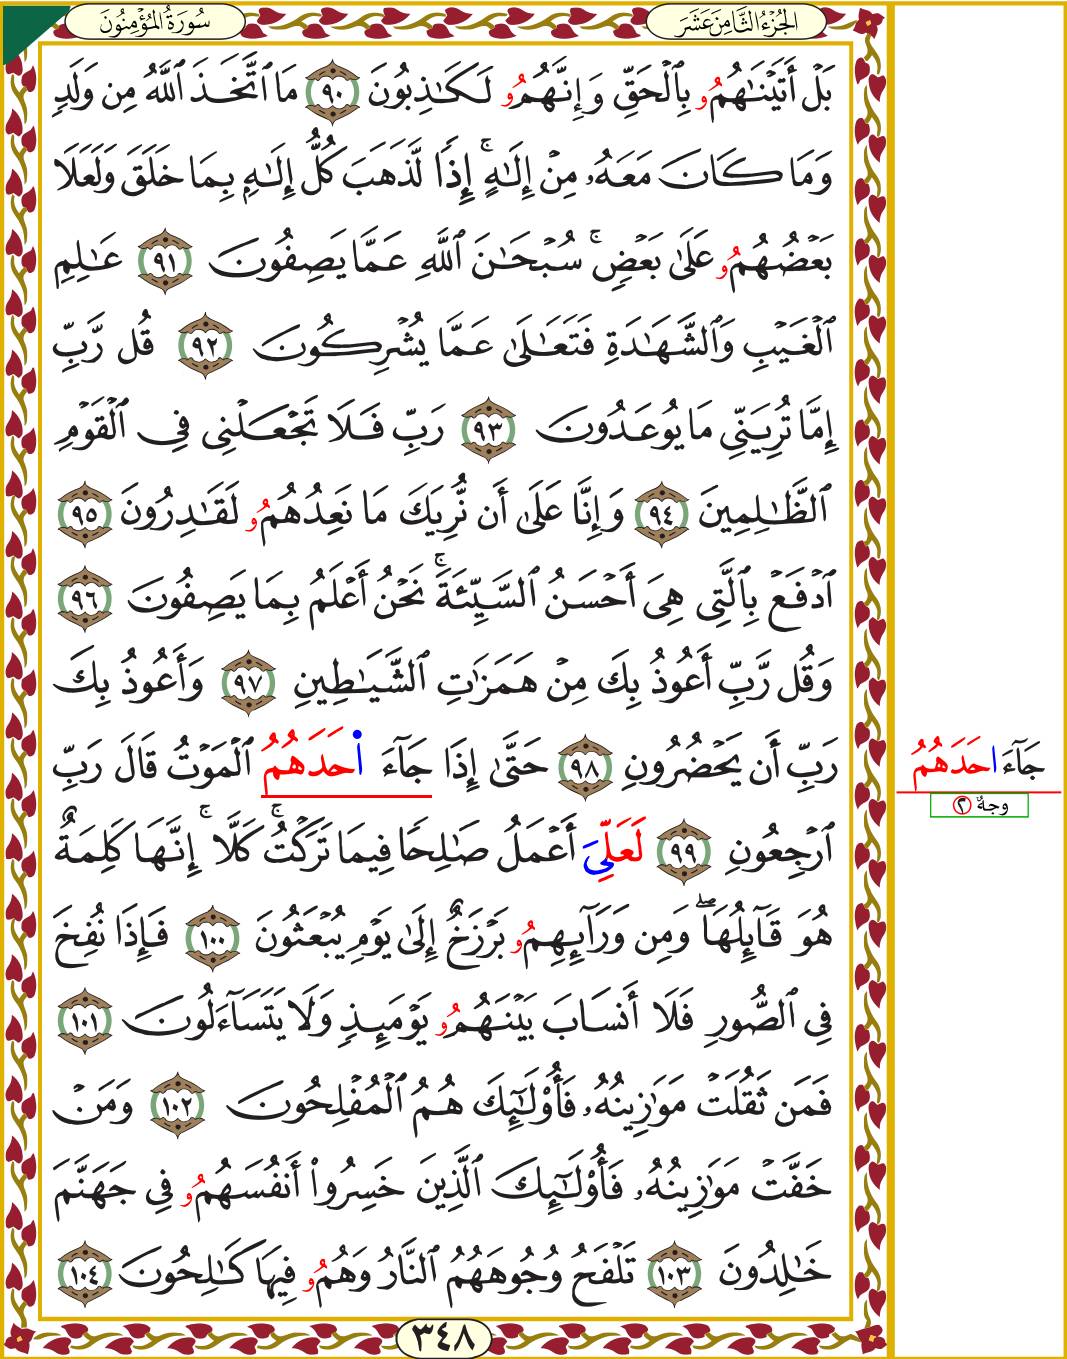 سُورَةُ المُؤْمِنُونَ
الجُزْءُ الثَّامِنَ عَشَرَ
بَلْ أَتَيْنَٰهُمُۥ بِٱلْحَقِّ وَإِنَّهُمُۥ لَكَٰذِبُونَ ٩٠ مَا ٱتَّخَذَ ٱللَّهُ مِن وَلَدٍ
وَمَا كَانَ مَعَهُۥ مِنْ إِلَٰهٍ ۚ إِذًا لَّذَهَبَ كُلُّ إِلَٰهٍۭ بِمَا خَلَقَ وَلَعَلَا
بَعْضُهُمُۥ عَلَىٰ بَعْضٍ ۚ سُبْحَٰنَ ٱللَّهِ عَمَّا يَصِفُونَ ٩١ عَٰلِمِ
ٱلْغَيْبِ وَٱلشَّهَٰدَةِ فَتَعَٰلَىٰ عَمَّا يُشْرِكُونَ ٩٢ قُل رَّبِّ
إِمَّا تُرِيَنِّى مَا يُوعَدُونَ ٩٣ رَبِّ فَلَا تَجْعَلْنِى فِى ٱلْقَوْمِ
ٱلظَّٰلِمِينَ ٩٤ وَإِنَّا عَلَىٰ أَن نُّرِيَكَ مَا نَعِدُهُمُۥ لَقَٰدِرُونَ ٩٥
ٱدْفَعْ بِٱلَّتِى هِىَ أَحْسَنُ ٱلسَّيِّئَةَ ۚ نَحْنُ أَعْلَمُ بِمَا يَصِفُونَ ٩٦
وَقُل رَّبِّ أَعُوذُ بِكَ مِنْ هَمَزَٰتِ ٱلشَّيَٰطِينِ ٩٧ وَأَعُوذُ بِكَ
رَبِّ أَن يَحْضُرُونِ ٩٨ حَتَّىٰ إِذَا جَآءَ ا۬حَدَهُمُ ٱلْمَوْتُ قَالَ رَبِّ
ٱرْجِعُونِ ٩٩ لَعَلِّىَ أَعْمَلُ صَٰلِحًا فِيمَا تَرَكْتُ ۚ كَلَّا ۚ إِنَّهَا كَلِمَةٌ
هُوَ قَآئِلُهَا ۖ وَمِن وَرَآئِهِمُۥ بَرْزَخٌ إِلَىٰ يَوْمِ يُبْعَثُونَ ١٠٠ فَإِذَا نُفِخَ
فِى ٱلصُّورِ فَلَا أَنسَابَ بَيْنَهُمُۥ يَوْمَئِذٍ وَلَا يَتَسَآءَلُونَ ١٠١
فَمَن ثَقُلَتْ مَوَٰزِينُهُۥ فَأُو۟لَٰٓئِكَ هُمُ ٱلْمُفْلِحُونَ ١٠٢ وَمَنْ
خَفَّتْ مَوَٰزِينُهُۥ فَأُو۟لَٰٓئِكَ ٱلَّذِينَ خَسِرُوا۟ أَنفُسَهُمُۥ فِى جَهَنَّمَ
خَٰلِدُونَ ١٠٣ تَلْفَحُ وُجُوهَهُمُ ٱلنَّارُ وَهُمُۥ فِيهَا كَٰلِحُونَ ١٠٤
٣٤٨
جَآءَ احَدَهُمُ
وجهٌ ٢